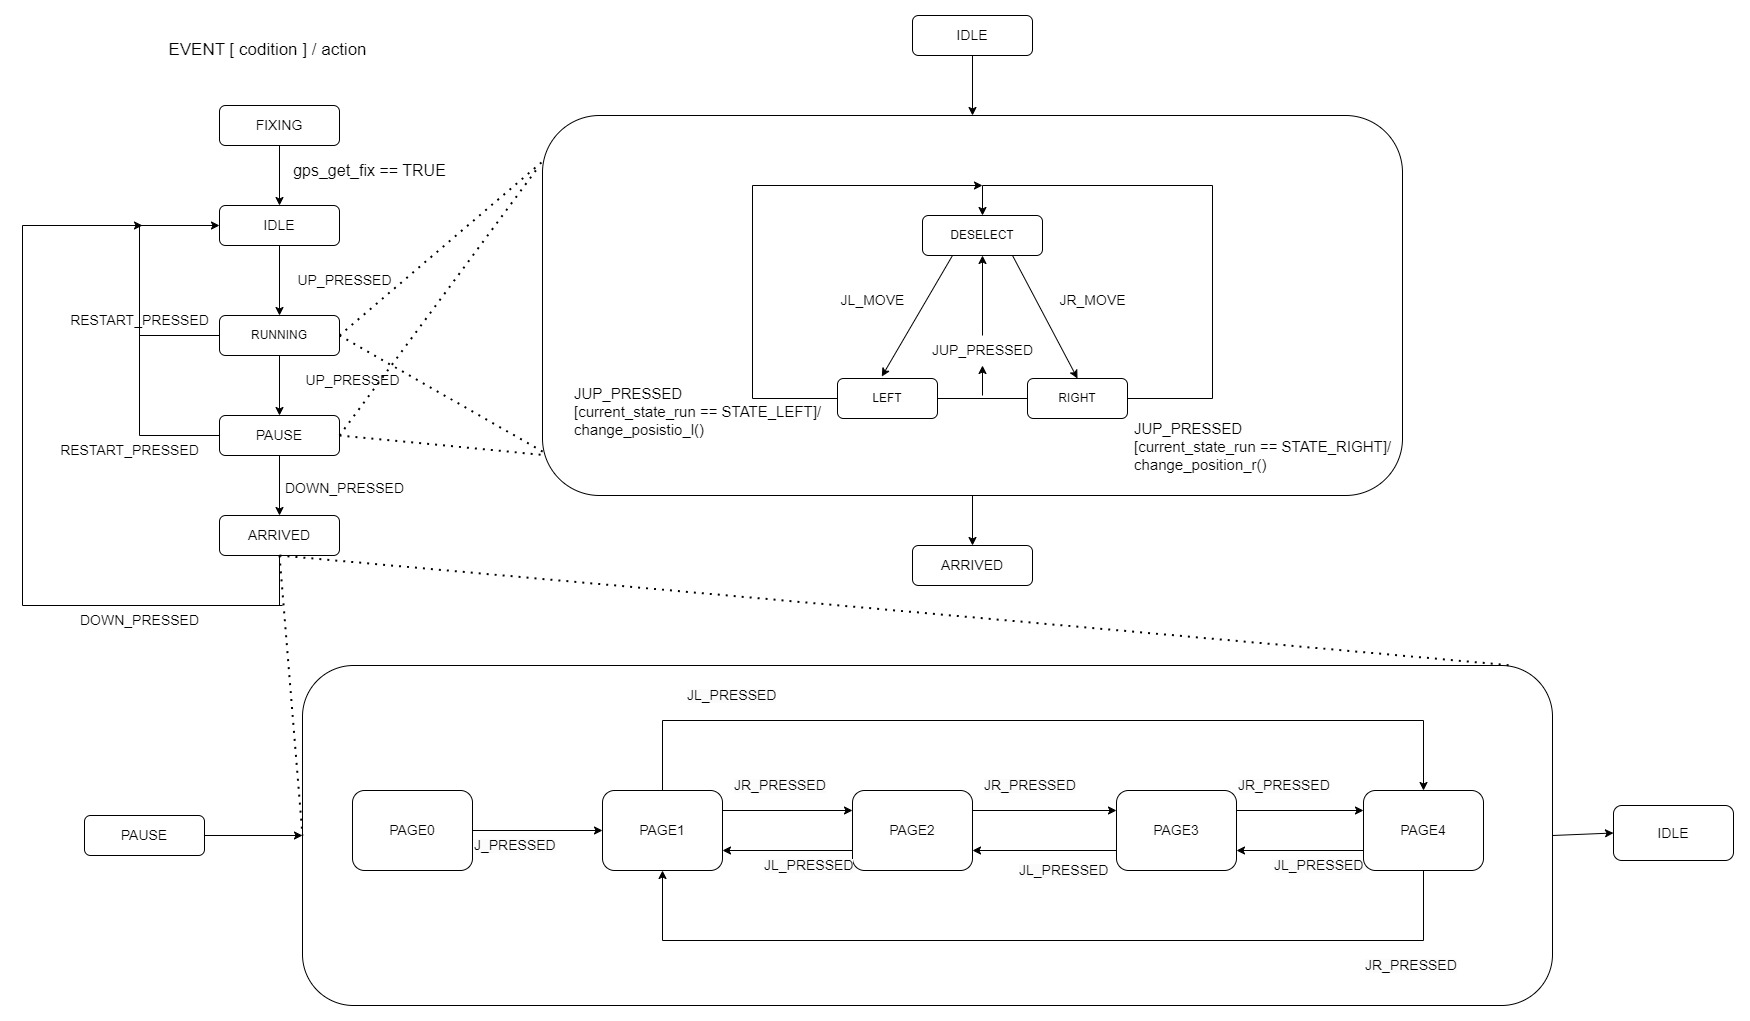 IDLE
EVENT [ codition ] / action
FIXING
gps_get_fix == TRUE
IDLE
UP_PRESSED
RESTART_PRESSED
RUNNING
UP_PRESSED
PAUSE
RESTART_PRESSED
DOWN_PRESSED
ARRIVED
DOWN_PRESSED
DESELECT
JL_MOVE
JR_MOVE
JUP_PRESSED
LEFT
RIGHT
JUP_PRESSED
[current_state_run == STATE_LEFT]/
change_posistio_l()
JUP_PRESSED
[current_state_run == STATE_RIGHT]/
change_position_r()
ARRIVED
JL_PRESSED
JR_PRESSED
JR_PRESSED
JR_PRESSED
PAUSE
PAGE0
PAGE1
PAGE2
PAGE3
PAGE4
IDLE
J_PRESSED
JL_PRESSED
JL_PRESSED
JL_PRESSED
JR_PRESSED